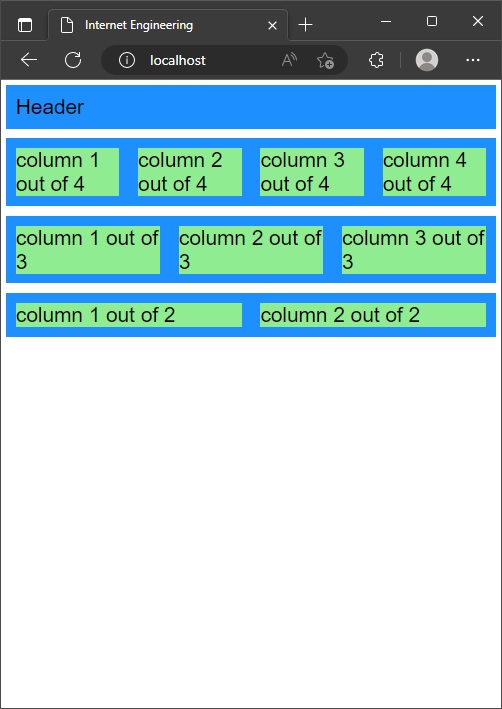 Internet Engineering
localhost
Header
column 1
out of 4
column 2
out of 4
column 3
out of 4
column 4
out of 4
column 1 out of
3
column 2 out of
3
column 3 out of
3
column 1 out of 2
column 2 out of 2